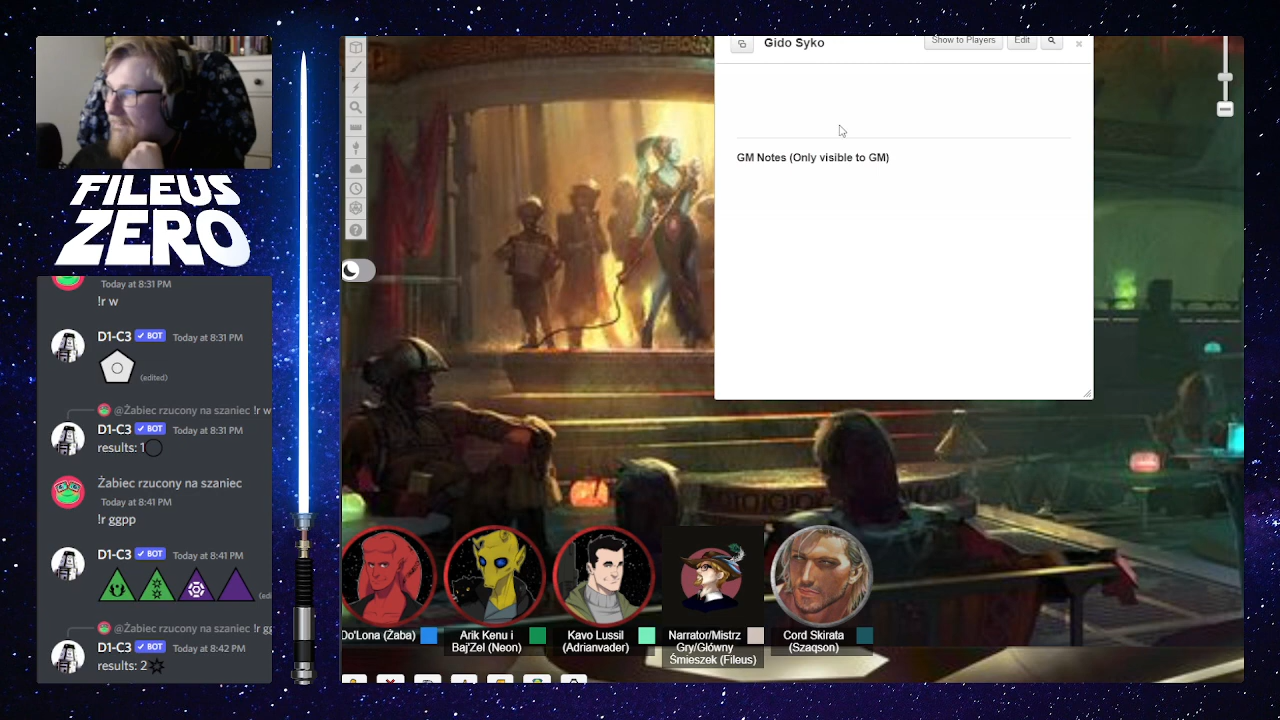 FILEUS
ZERO
Today at 8:31 PM
!r w
D1-C3 ✔ BOT Today at 8:31 PM
(edited)
@Żabiec rzucony na szaniec !r w
D1-C3 ✔ BOT Today at 8:31 PM
results: 1
Żabiec rzucony na szaniec
Today at 8:41 PM
!r ggpp
D1-C3 ✔ BOT Today at 8:41 PM
(edi
@Żabiec rzucony na szaniec !r gg
D1-C3 ✔ BOT Today at 8:42 PM
results: 2
Gido Syko
Show to Players
Edit
GM Notes (Only visible to GM)
Do'Lona (Żaba)
Arik Kenu i
Baj'Zel (Neon)
Kavo Lussil
(Adrianvader)
Narrator/Mistrz
Gry/Główny
Śmieszek (Fileus)
Cord Skirata
(Szaqson)